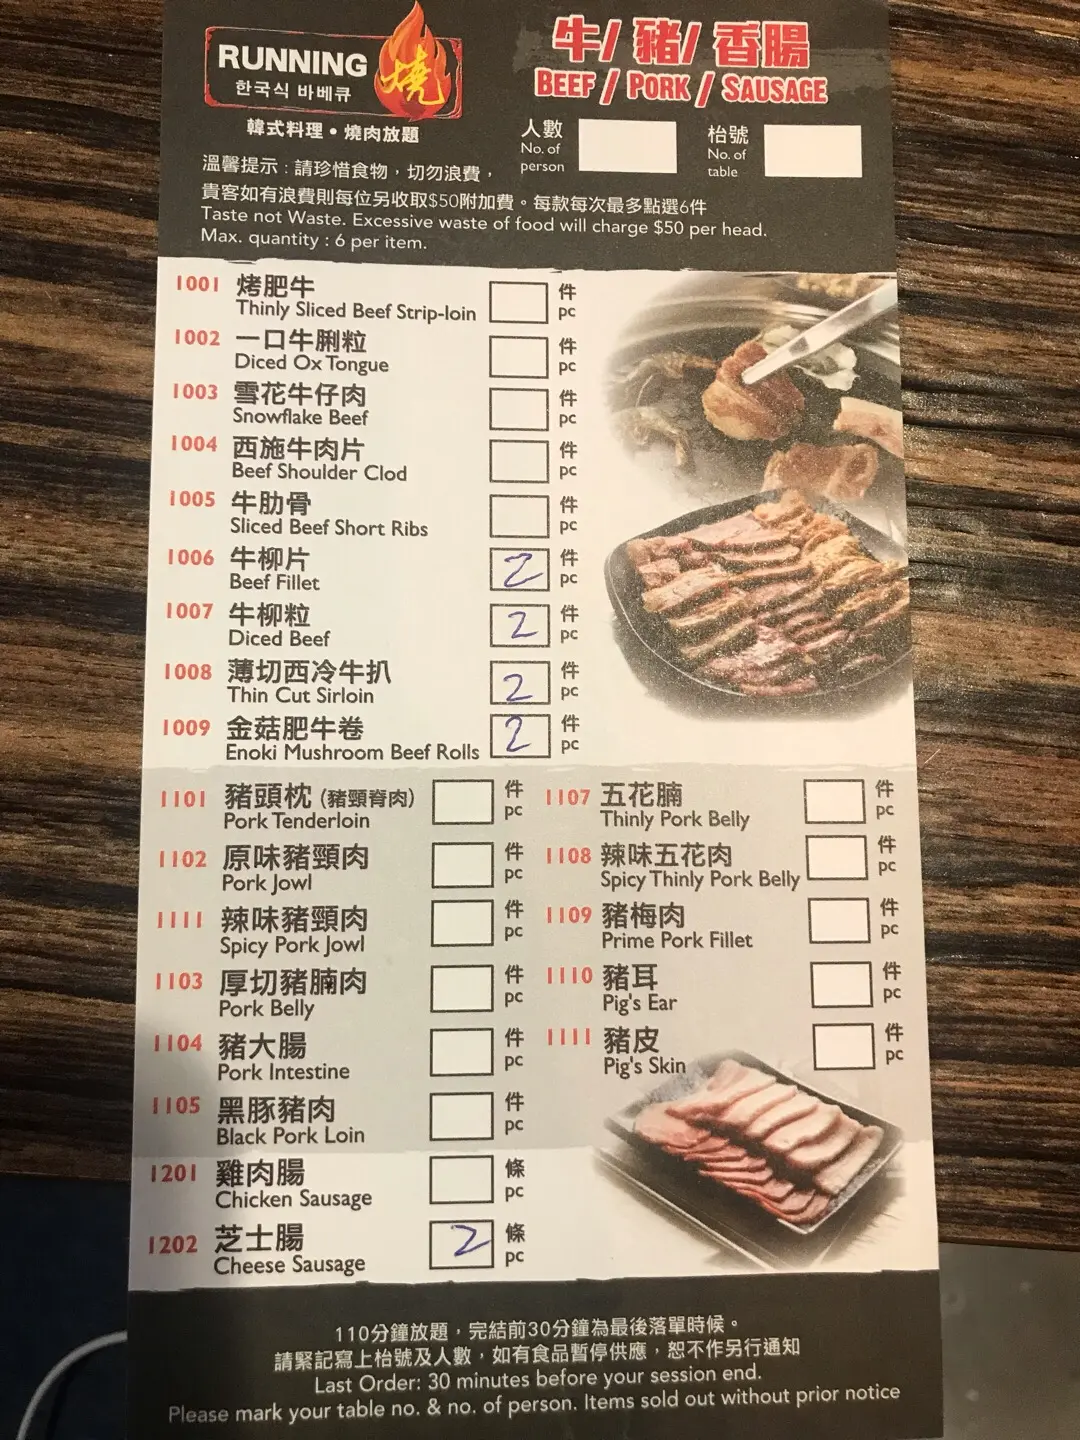 RUNNING
한국식 바베큐
燒
韓式料理 • 燒肉放題
牛/ 豬/ 香腸
BEEF / PORK / SAUSAGE
人數
No. of
person
枱號
No. of
table
溫馨提示 : 請珍惜食物，切勿浪費，
貴客如有浪費則每位另收取$50附加費。每款每次最多點選6件
Taste not Waste. Excessive waste of food will charge $50 per head.
Max. quantity : 6 per item.
1001 烤肥牛 件
Thinly Sliced Beef Strip-loin pc
1002 一口牛脷粒 件
Diced Ox Tongue pc
1003 雪花牛仔肉 件
Snowflake Beef pc
1004 西施牛肉片 件
Beef Shoulder Clod pc
1005 牛肋骨 件
Sliced Beef Short Ribs pc
1006 牛柳片 2 件
Beef Fillet pc
1007 牛柳粒 2 件
Diced Beef pc
1008 薄切西冷牛扒 2 件
Thin Cut Sirloin pc
1009 金菇肥牛卷 2 件
Enoki Mushroom Beef Rolls pc
1101 豬頭枕 (豬頸脊肉) 件
Pork Tenderloin pc
1102 原味豬頸肉 件
Pork Jowl pc
1111 辣味豬頸肉 件
Spicy Pork Jowl pc
1103 厚切豬腩肉 件
Pork Belly pc
1104 豬大腸 件
Pork Intestine pc
1105 黑豚豬肉 件
Black Pork Loin pc
1201 雞肉腸 條
Chicken Sausage pc
1202 芝士腸 2 條
Cheese Sausage pc
1107 五花腩 件
Thinly Pork Belly pc
1108 辣味五花肉 件
Spicy Thinly Pork Belly pc
1109 豬梅肉 件
Prime Pork Fillet pc
1110 豬耳 件
Pig's Ear pc
1111 豬皮 件
Pig's Skin pc
110分鐘放題，完結前30分鐘為最後落單時候。
請緊記寫上枱號及人數，如有食品暫停供應，恕不作另行通知
Last Order: 30 minutes before your session end.
Please mark your table no. & no. of person. Items sold out without prior notice